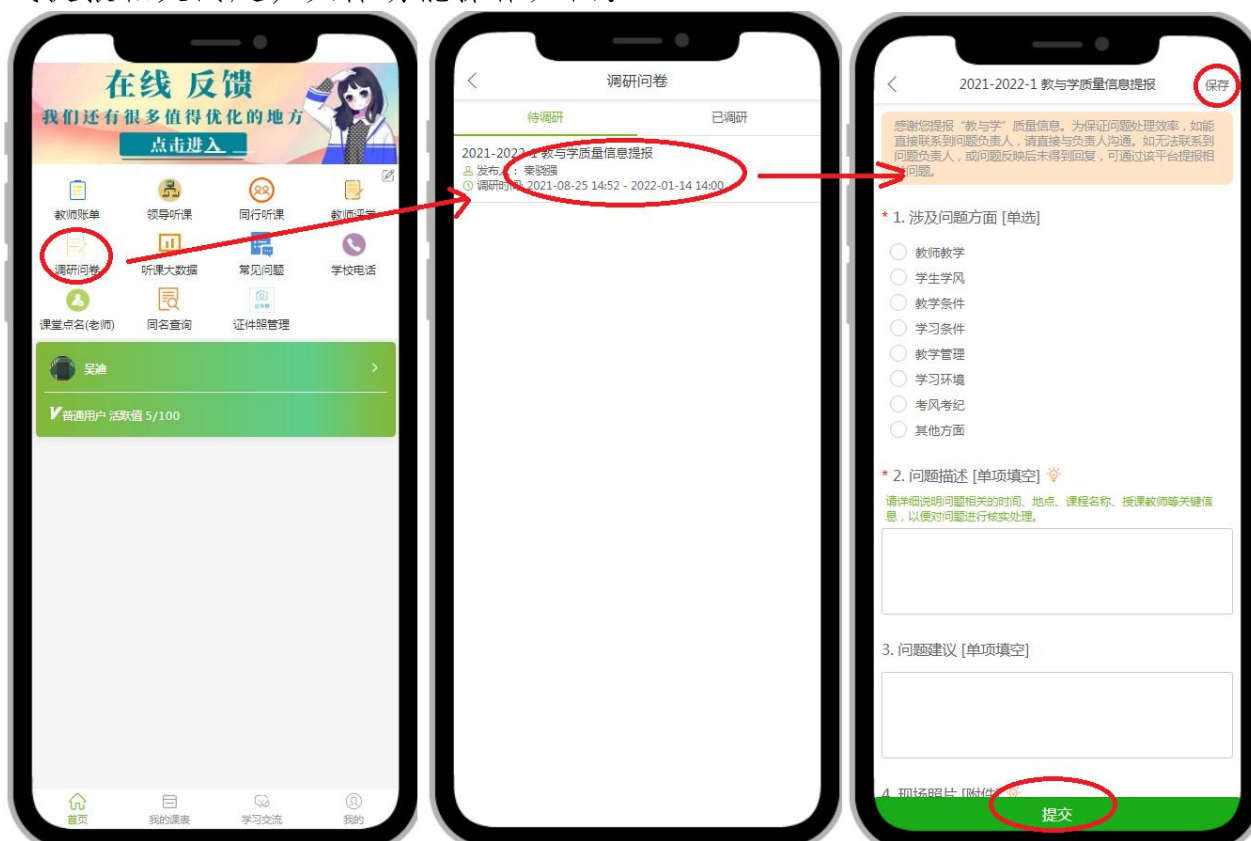 在线 反馈
我们还有很多值得优化的地方
点击进入
教师账单
领导听课
同行听课
教师评学
调研问卷
听课大数据
常见问题
学校电话
课堂点名(老师)
同名查询
证件照管理
吴迪
普通用户 活跃值 5/100
首页
我的课表
学习交流
我的
调研问卷
待调研
已调研
2021-2022-1 教与学质量信息提报
发布人： 秦骁强
调研时间: 2021-08-25 14:52 - 2022-01-14 14:00
2021-2022-1 教与学质量信息提报
保存
感谢您提报“教与学”质量信息。为保证问题处理效率，如能
直接联系到问题负责人，请直接与负责人沟通。如无法联系到
问题负责人，或问题反映后未得到回复，可通过该平台提报相
问题。
* 1. 涉及问题方面 [单选]
教师教学
学生学风
教学条件
学习条件
教学管理
学习环境
考风考纪
其他方面
* 2. 问题描述 [单项填空]
请详细说明问题相关的时间、地点、课程名称、授课教师等关键信
息，以便对问题进行核实处理。
3. 问题建议 [单项填空]
4. 现场照片 [附件]
提交